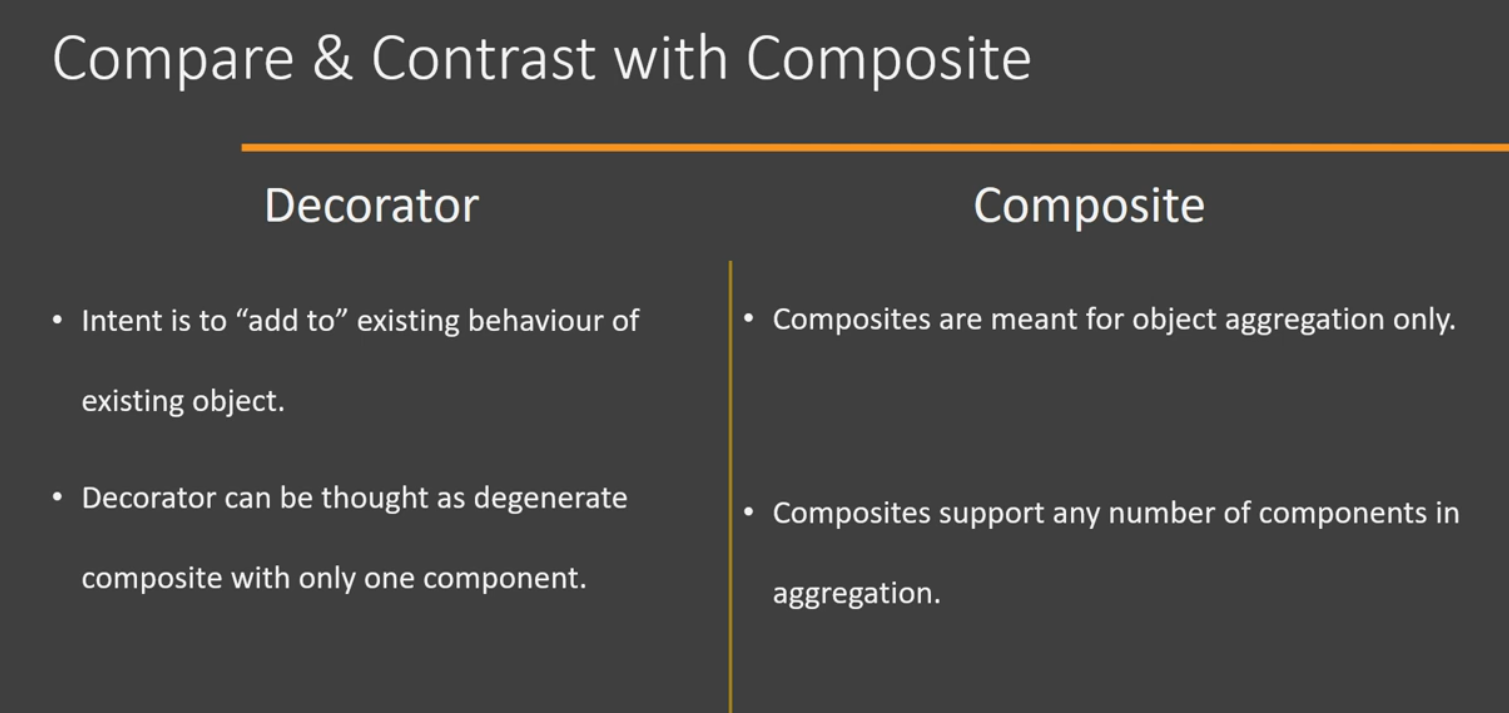 Compare & Contrast with Composite
Decorator
• Intent is to “add to” existing behaviour of
existing object.
• Decorator can be thought as degenerate
composite with only one component.
Composite
• Composites are meant for object aggregation only.
• Composites support any number of components in
aggregation.